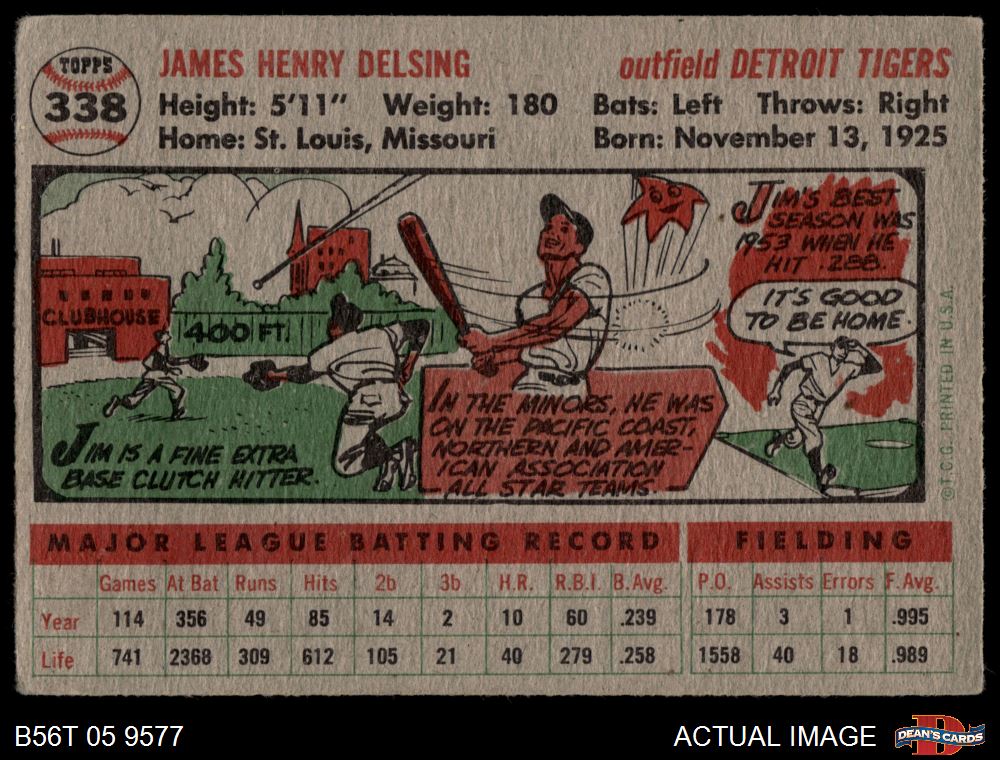 TOPPS
338
JAMES HENRY DELSING
outfield DETROIT TIGERS
Height: 5'11" Weight: 180 Bats: Left Throws: Right
Home: St. Louis, Missouri Born: November 13, 1925
CLUBHOUSE
400 FT.
JIM IS A FINE EXTRA
BASE CLUTCH HITTER.
IN THE MINORS, HE WAS
ON THE PACIFIC COAST,
NORTHERN AND AMER-
ICAN ASSOCIATION
ALL STAR TEAMS.
JIM'S BEST
SEASON WAS
1953 WHEN HE
HIT .288.
IT'S GOOD
TO BE HOME.
© T.C.G. PRINTED IN U.S.A.
MAJOR LEAGUE BATTING RECORD FIELDING
Games At Bat Runs Hits 2b 3b H.R. R.B.I. B.Avg. P.O. Assists Errors F.Avg.
Year 114 356 49 85 14 2 10 60 .239 178 3 1 .995
Life 741 2368 309 612 105 21 40 279 .258 1558 40 18 .989
B56T 05 9577
ACTUAL IMAGE
D
DEAN'S CARDS